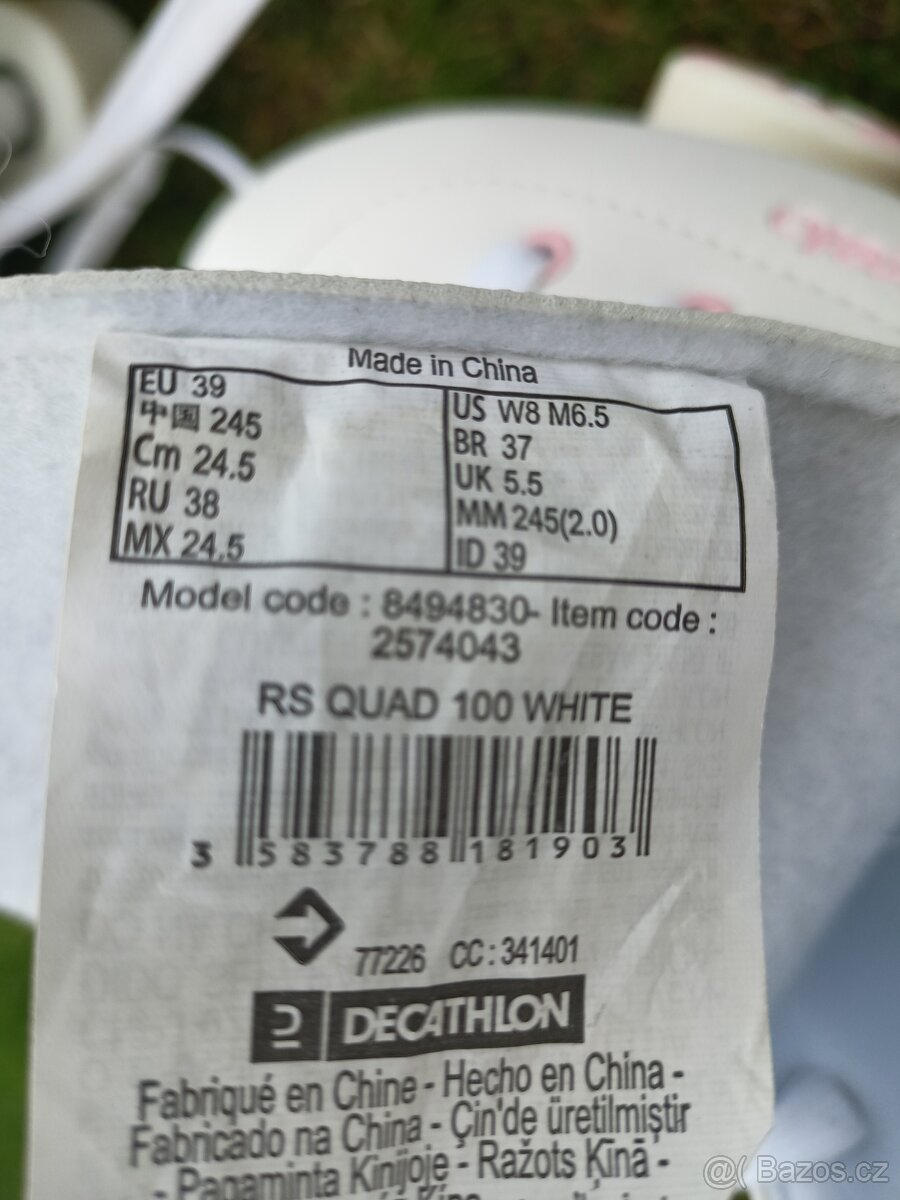 Made in China
EU 39
中国 245
Cm 24.5
RU 38
MX 24.5
US W8 M6.5
BR 37
UK 5.5
MM 245(2.0)
ID 39
Model code : 8494830- Item code :
2574043
RS QUAD 100 WHITE
3 583788 181903
77226 CC : 341401
DECATHLON
Fabriqué en Chine - Hecho en China -
Fabricado na China - Çin'de üretilmiştir
- Pagaminta Kinijoje - Ražots Ķīnā -
@( Bazos.cz